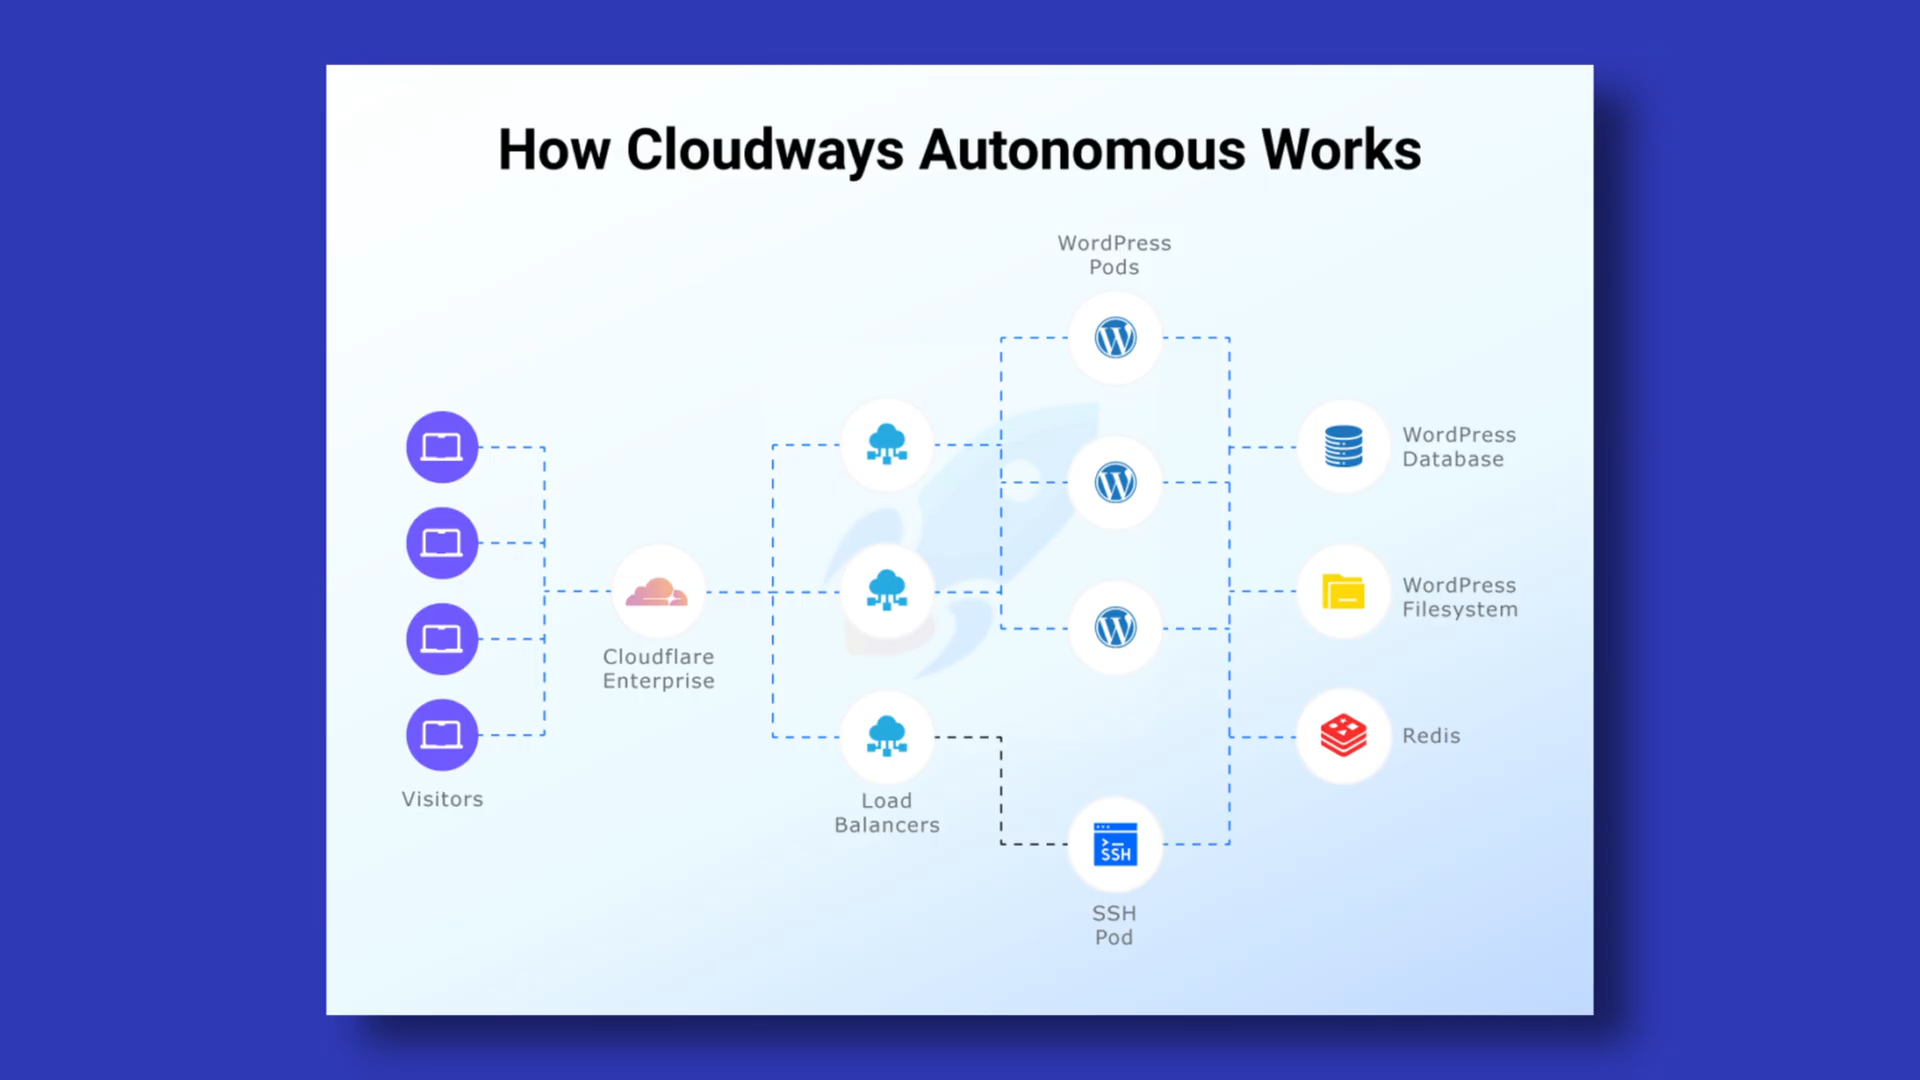 How Cloudways Autonomous Works
WordPress
Pods
WordPress
Database
WordPress
Filesystem
Cloudflare
Enterprise
Redis
Visitors
Load
Balancers
SSH
SSH
Pod